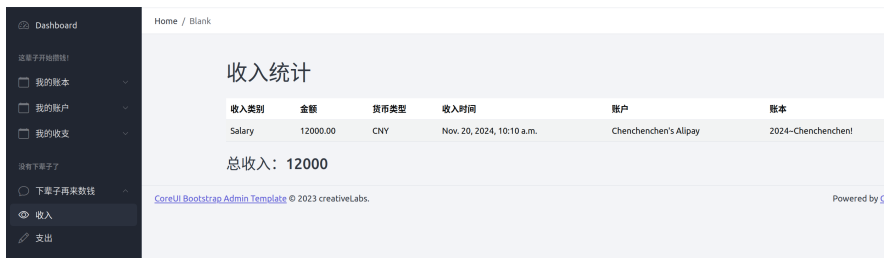 Dashboard
这辈子开始攒钱!
我的账本
我的账户
我的收支
没有下辈子了
下辈子再来数钱
收入
支出
Home / Blank
收入统计
收入类别 金额 货币类型 收入时间 账户 账本
Salary 12000.00 CNY Nov. 20, 2024, 10:10 a.m. Chenchenchen's Alipay 2024~Chenchenchen!
总收入：12000
CoreUI Bootstrap Admin Template © 2023 creativeLabs.
Powered by